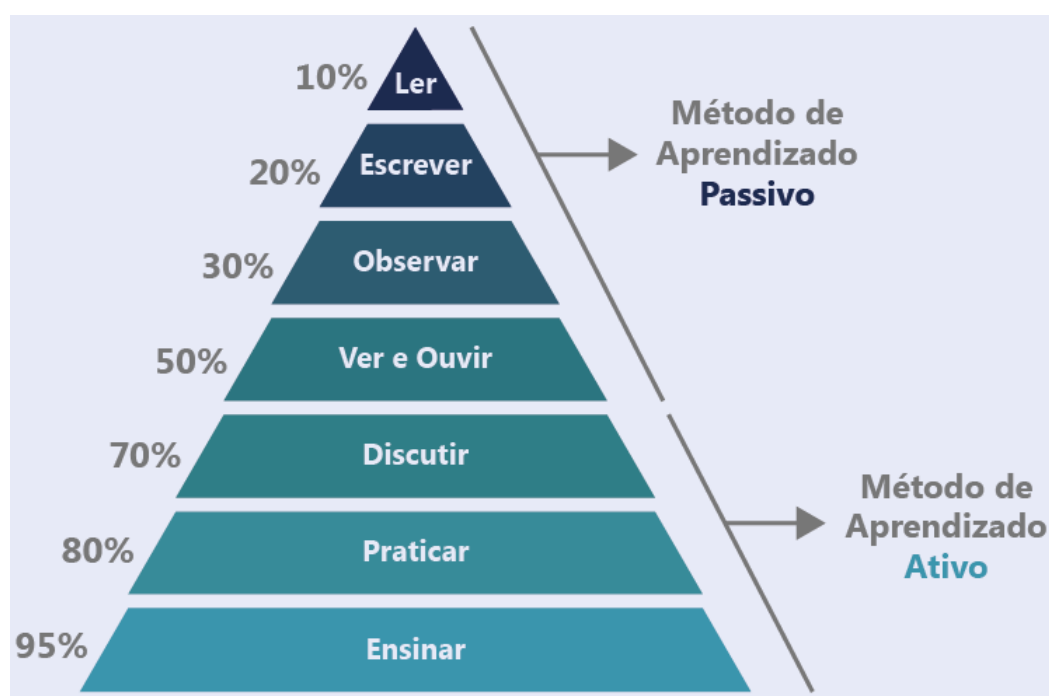 10%
Ler
20%
Escrever
30%
Observar
50%
Ver e Ouvir
70%
Discutir
80%
Praticar
95%
Ensinar
Método de
Aprendizado
Passivo
Método de
Aprendizado
Ativo